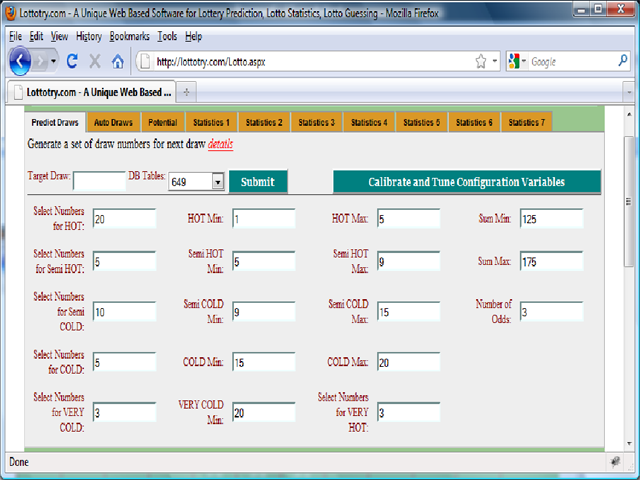 Lottotry.com - A Unique Web Based Software for Lottery Prediction, Lotto Statistics, Lotto Guessing - Mozilla Firefox
File Edit View History Bookmarks Tools Help
http://lottotry.com/Lotto.aspx
Google
Lottotry.com - A Unique Web Based ...
Predict Draws Auto Draws Potential Statistics 1 Statistics 2 Statistics 3 Statistics 4 Statistics 5 Statistics 6 Statistics 7
Generate a set of draw numbers for next draw details
Target Draw: DB Tables: 649 Submit Calibrate and Tune Configuration Variables
Select Numbers for HOT: 20 HOT Min: 1 HOT Max: 5 Sum Min: 125
Select Numbers for Semi HOT: 5 Semi HOT Min: 5 Semi HOT Max: 9 Sum Max: 175
Select Numbers for Semi COLD: 10 Semi COLD Min: 9 Semi COLD Max: 15 Number of Odds: 3
Select Numbers for COLD: 5 COLD Min: 15 COLD Max: 20
Select Numbers for VERY COLD: 3 VERY COLD Min: 20 Select Numbers for VERY HOT: 3
Done